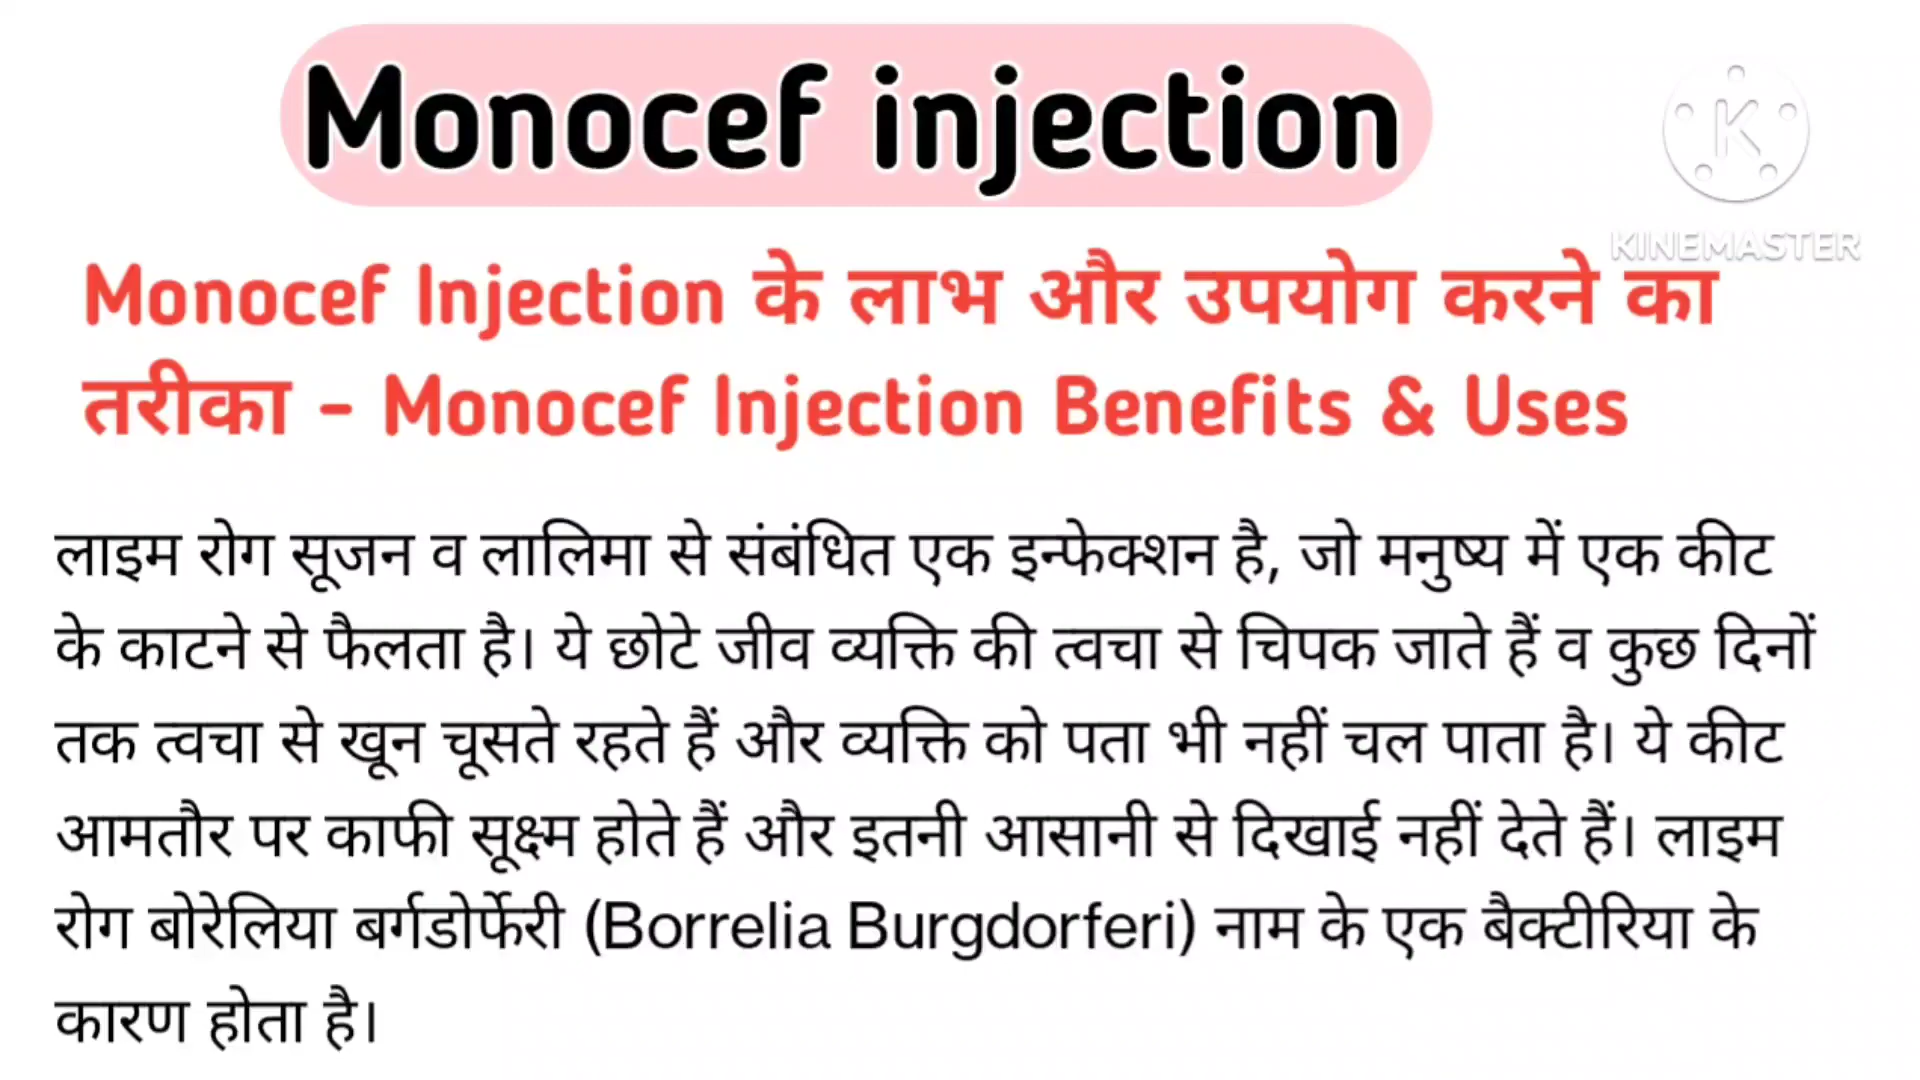 Monocef injection
KINEMASTER
Monocef Injection के लाभ और उपयोग करने का
तरीका - Monocef Injection Benefits & Uses
लाइम रोग सूजन व लालिमा से संबंधित एक इन्फेक्शन है, जो मनुष्य में एक कीट
के काटने से फैलता है। ये छोटे जीव व्यक्ति की त्वचा से चिपक जाते हैं व कुछ दिनों
तक त्वचा से खून चूसते रहते हैं और व्यक्ति को पता भी नहीं चल पाता है। ये कीट
आमतौर पर काफी सूक्ष्म होते हैं और इतनी आसानी से दिखाई नहीं देते हैं। लाइम
रोग बोरेलिया बर्गडोर्फेरी (Borrelia Burgdorferi) नाम के एक बैक्टीरिया के
कारण होता है।